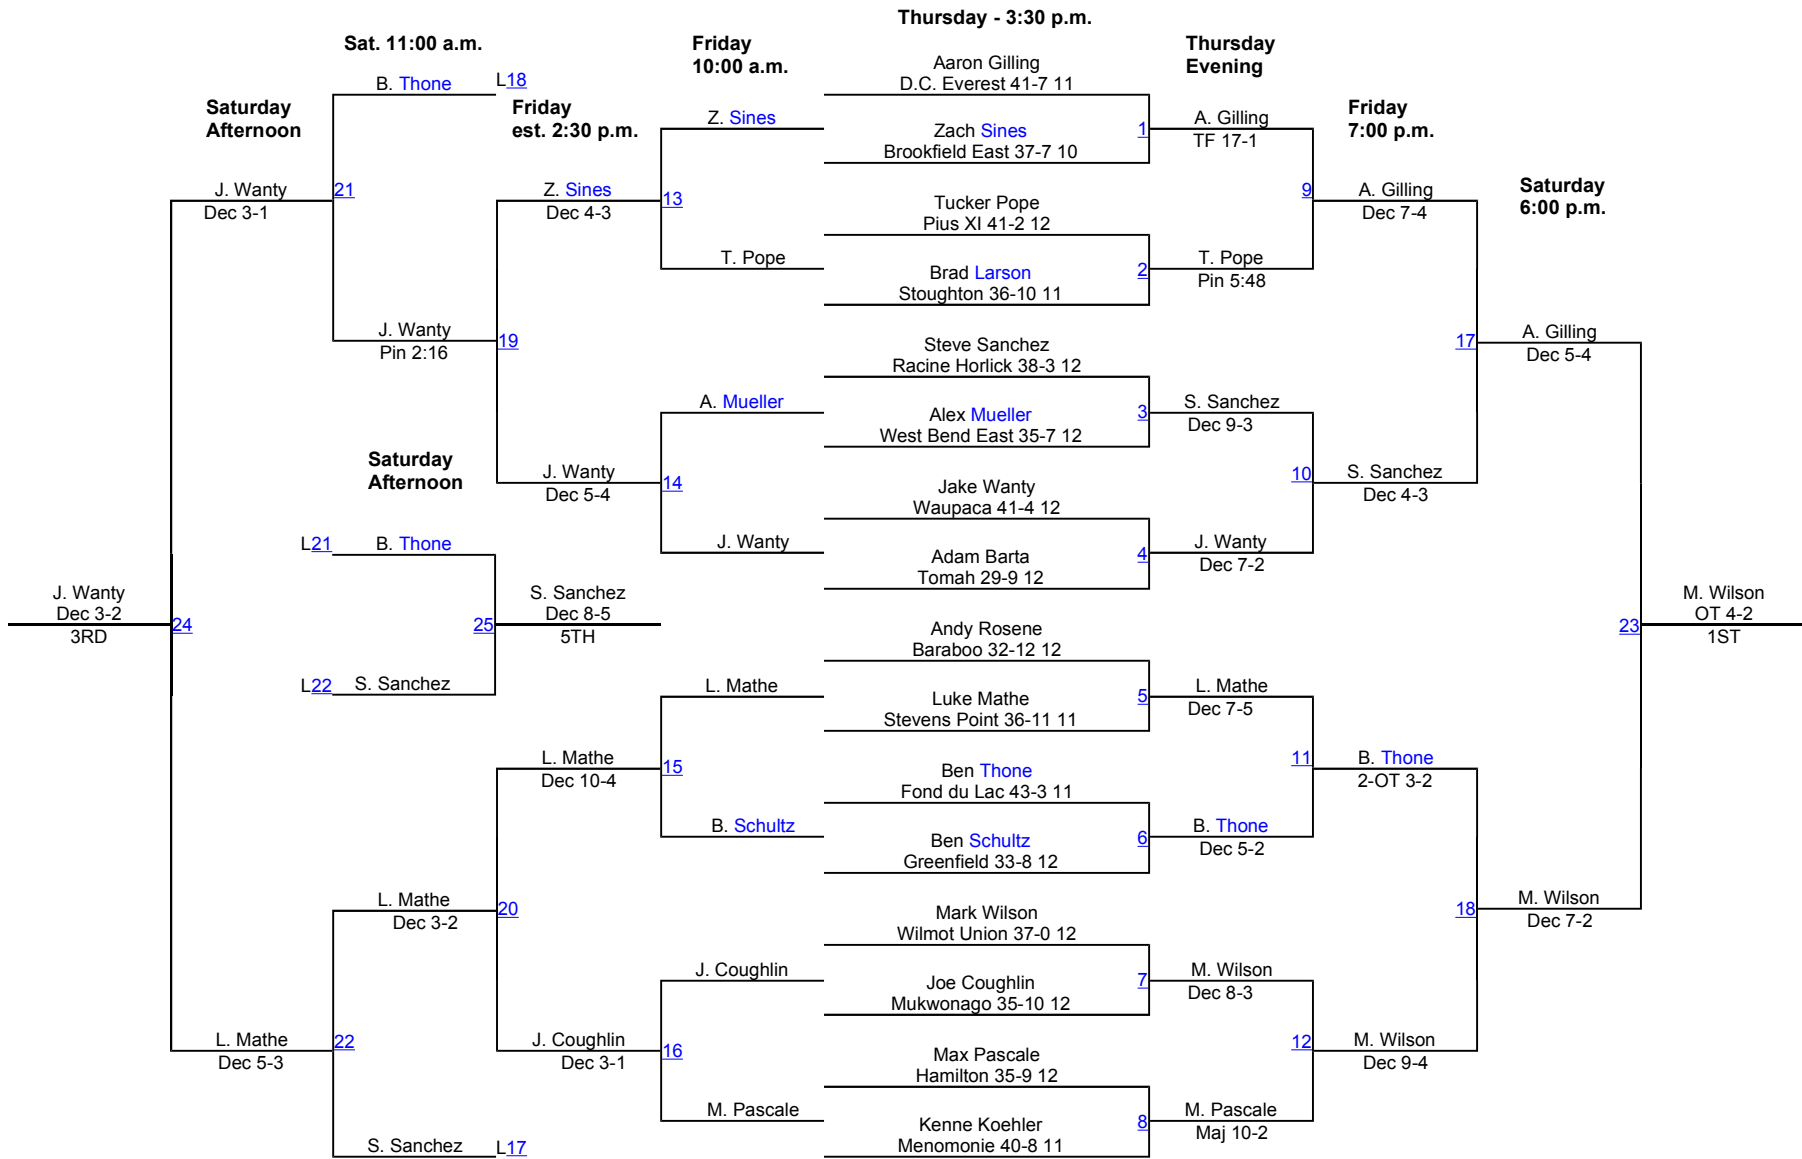 Thursday - 3:30 p.m.
Sat. 11:00 a.m.
Friday
10:00 a.m.
Thursday
Evening
Saturday
Afternoon
Friday
est. 2:30 p.m.
Friday
7:00 p.m.
Saturday
6:00 p.m.
Saturday
Afternoon
Aaron Gilling
D.C. Everest 41-7 11
Zach Sines
Brookfield East 37-7 10
1
Tucker Pope
Pius XI 41-2 12
Brad Larson
Stoughton 36-10 11
2
Steve Sanchez
Racine Horlick 38-3 12
Alex Mueller
West Bend East 35-7 12
3
Jake Wanty
Waupaca 41-4 12
Adam Barta
Tomah 29-9 12
4
Andy Rosene
Baraboo 32-12 12
Luke Mathe
Stevens Point 36-11 11
5
Ben Thone
Fond du Lac 43-3 11
Ben Schultz
Greenfield 33-8 12
6
Mark Wilson
Wilmot Union 37-0 12
Joe Coughlin
Mukwonago 35-10 12
7
Max Pascale
Hamilton 35-9 12
Kenne Koehler
Menomonie 40-8 11
8
A. Gilling
TF 17-1
9
T. Pope
Pin 5:48
S. Sanchez
Dec 9-3
10
J. Wanty
Dec 7-2
L. Mathe
Dec 7-5
11
B. Thone
Dec 5-2
M. Wilson
Dec 8-3
12
M. Pascale
Maj 10-2
A. Gilling
Dec 7-4
17
S. Sanchez
Dec 4-3
B. Thone
2-OT 3-2
18
M. Wilson
Dec 9-4
A. Gilling
Dec 5-4
23
M. Wilson
Dec 7-2
M. Wilson
OT 4-2
1ST
Z. Sines
13
T. Pope
A. Mueller
14
J. Wanty
L. Mathe
15
B. Schultz
J. Coughlin
16
M. Pascale
Z. Sines
Dec 4-3
19
J. Wanty
Dec 5-4
L. Mathe
Dec 10-4
20
J. Coughlin
Dec 3-1
B. Thone
L18
21
J. Wanty
Pin 2:16
L. Mathe
Dec 3-2
22
S. Sanchez
L17
J. Wanty
Dec 3-1
24
L. Mathe
Dec 5-3
J. Wanty
Dec 3-2
3RD
L21
B. Thone
25
L22
S. Sanchez
S. Sanchez
Dec 8-5
5TH